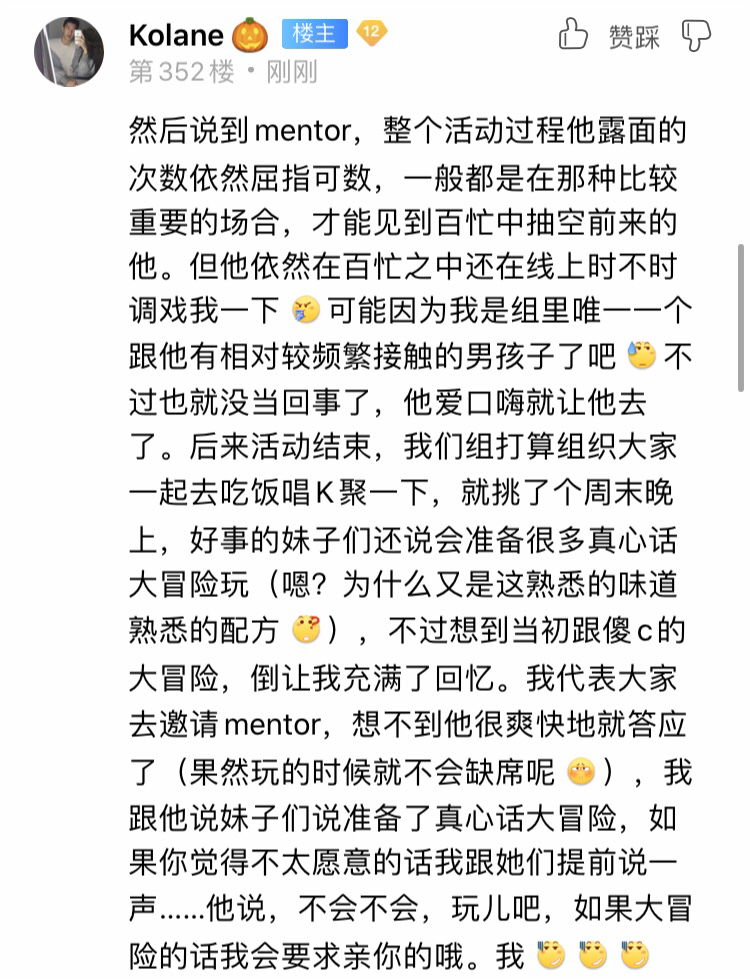 Kolane 楼主 12 赞踩
第352楼·刚刚
然后说到mentor，整个活动过程他露面的
次数依然屈指可数，一般都是在那种比较
重要的场合，才能见到百忙中抽空前来的
他。但他依然在百忙之中还在线上时不时
调戏我一下 可能因为我是组里唯一一个
跟他有相对较频繁接触的男孩子了吧 不
过也就没当回事了，他爱口嗨就让他去
了。后来活动结束，我们组打算组织大家
一起去吃饭唱K聚一下，就挑了个周末晚
上，好事的妹子们还说会准备很多真心话
大冒险玩（嗯？为什么又是这熟悉的味道
熟悉的配方 ），不过想到当初跟傻c的
大冒险，倒让我充满了回忆。我代表大家
去邀请mentor，想不到他很爽快地就答应
了（果然玩的时候就不会缺席呢 ），我
跟他说妹子们说准备了真心话大冒险，如
果你觉得不太愿意的话我跟她们提前说一
声……他说，不会不会，玩儿吧，如果大冒
险的话我会要求亲你的哦。我